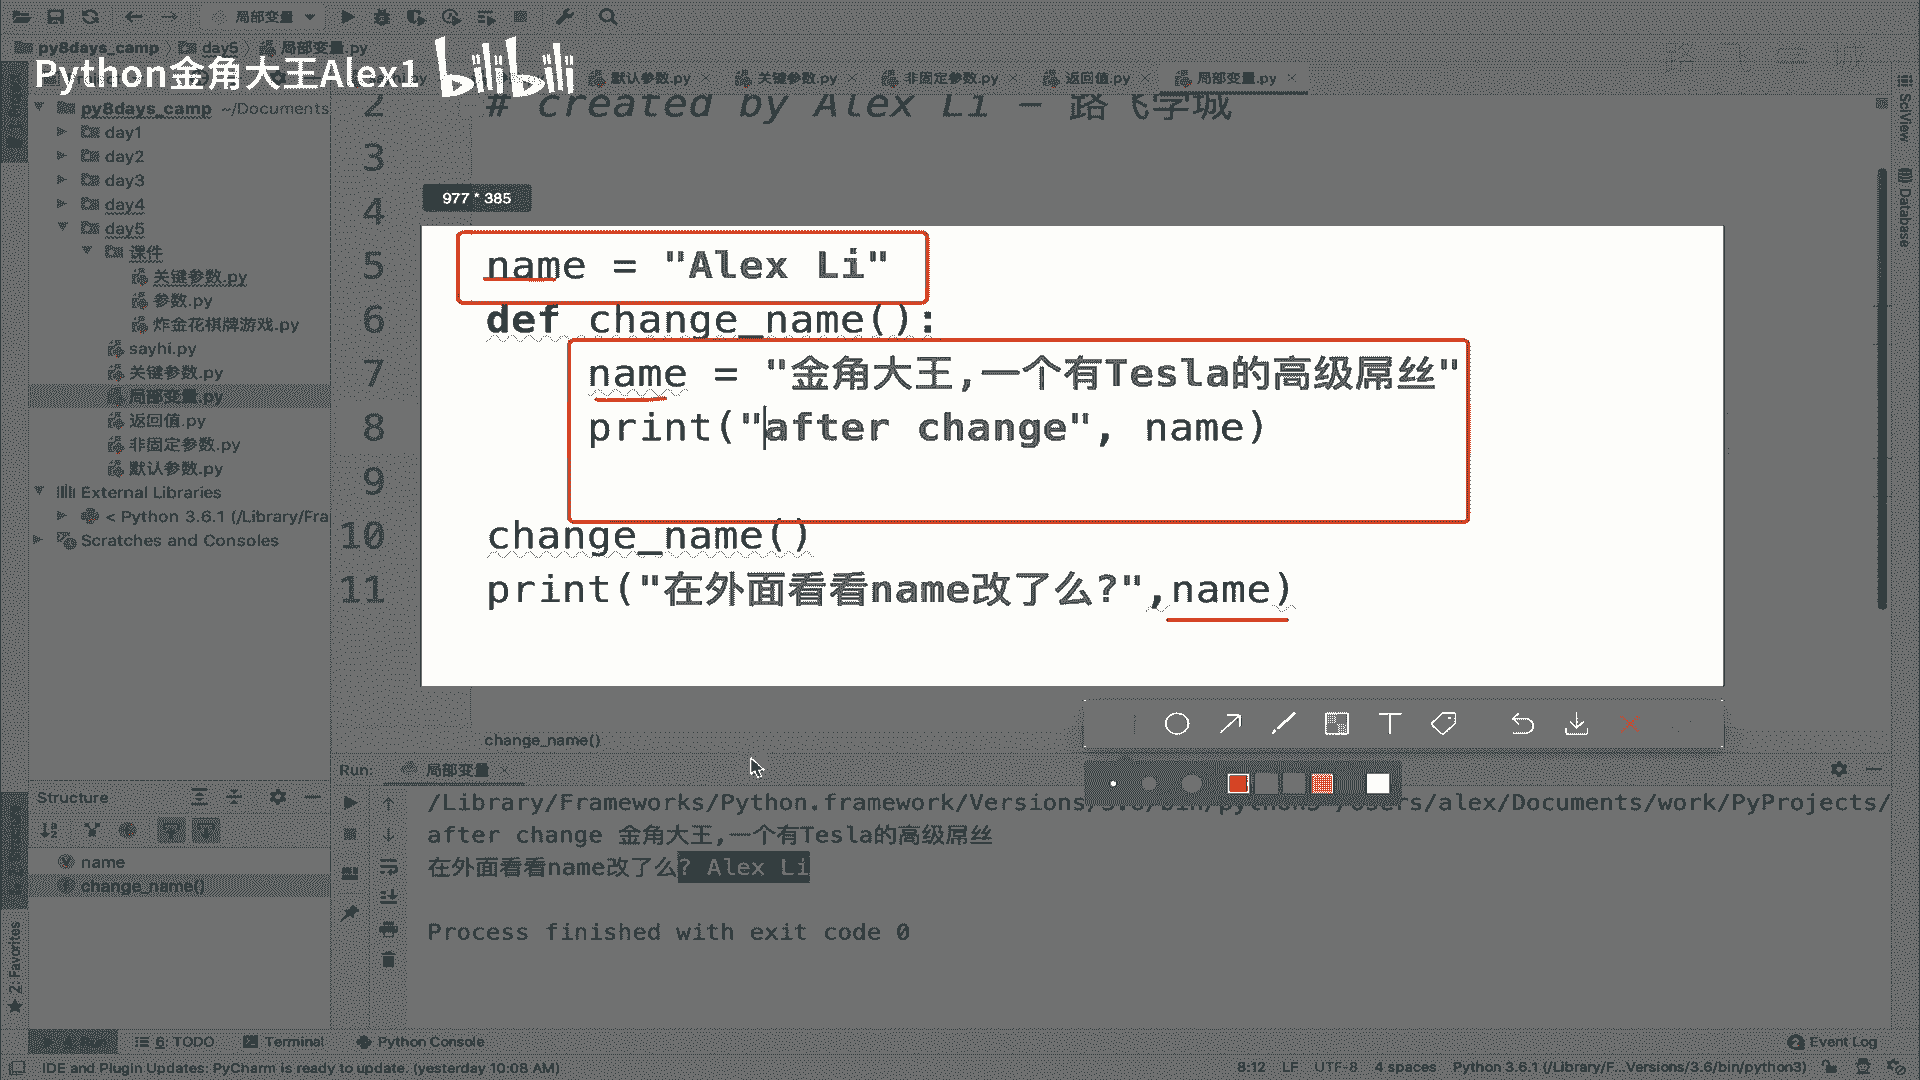 局部变量
py8days_camp
day5
局部变量.py
Python金角大王Alex1 bilibili
默认参数.py
关键参数.py
非固定参数.py
返回值.py
局部变量.py
py8days_camp ~/Documents
day1
day2
day3
day4
day5
课件
关键参数.py
参数.py
炸金花棋牌游戏.py
sayhi.py
关键参数.py
局部变量.py
返回值.py
非固定参数.py
默认参数.py
External Libraries
< Python 3.6.1 (/Library/Fra
Scratches and Consoles
2 # created by Alex Li – 路飞学城
3
4
977 * 385
5 name = "Alex Li"
6 def change_name():
7 name = "金角大王,一个有Tesla的高级屌丝"
8 print("after change", name)
9
10 change_name()
11 print("在外面看看name改了么?",name)
change_name()
SciView
Database
Structure
name
change_name()
2: Favorites
Run: 局部变量
/Library/Frameworks/Python.framework/Versions/3.6/bin/python3 /Users/alex/Documents/work/PyProjects/
after change 金角大王,一个有Tesla的高级屌丝
在外面看看name改了么? Alex Li
Process finished with exit code 0
6: TODO
Terminal
Python Console
2 Event Log
IDE and Plugin Updates: PyCharm is ready to update. (yesterday 10:08 AM)
8:12 LF UTF-8 4 spaces Python 3.6.1 (/Library/F...Versions/3.6/bin/python3)